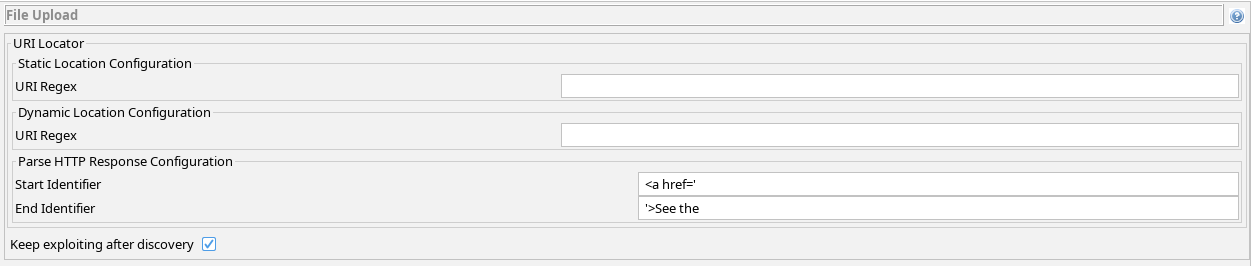 File Upload
URI Locator
Static Location Configuration
URI Regex
Dynamic Location Configuration
URI Regex
Parse HTTP Response Configuration
Start Identifier <a href='
End Identifier '>See the
Keep exploiting after discovery